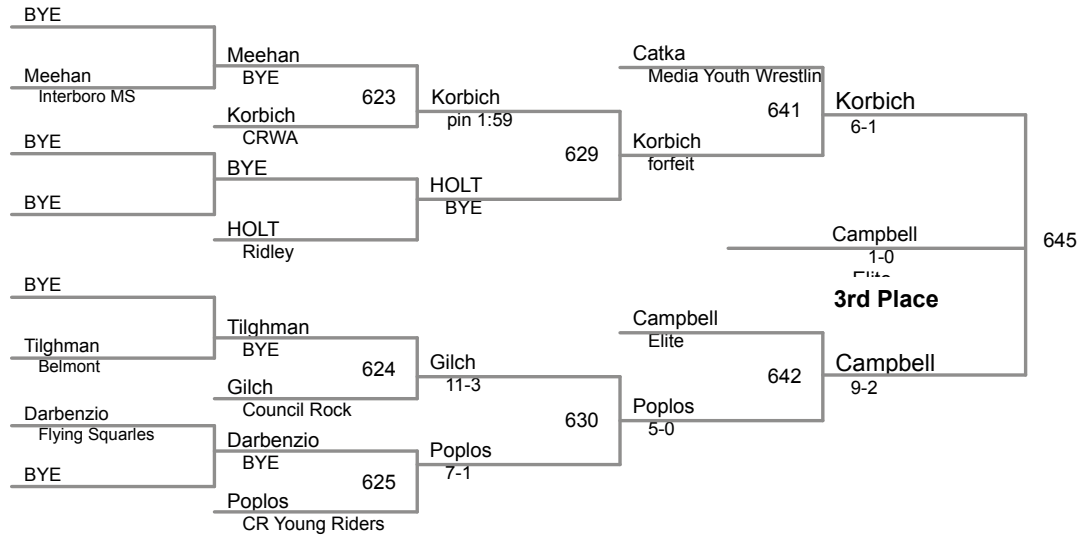 BYE
Meehan
Interboro MS
BYE
BYE
Meehan
BYE
623
Korbich
CRWA
BYE
HOLT
Ridley
Korbich
pin 1:59
629
HOLT
BYE
Catka
Media Youth Wrestlin
641
Korbich
forfeit
Korbich
6-1
Campbell
1-0
Elite
3rd Place
645
BYE
Tilghman
Belmont
Darbenzio
Flying Squarles
BYE
Tilghman
BYE
624
Gilch
Council Rock
Darbenzio
BYE
625
Poplos
CR Young Riders
Gilch
11-3
630
Poplos
7-1
Campbell
Elite
642
Poplos
5-0
Campbell
9-2